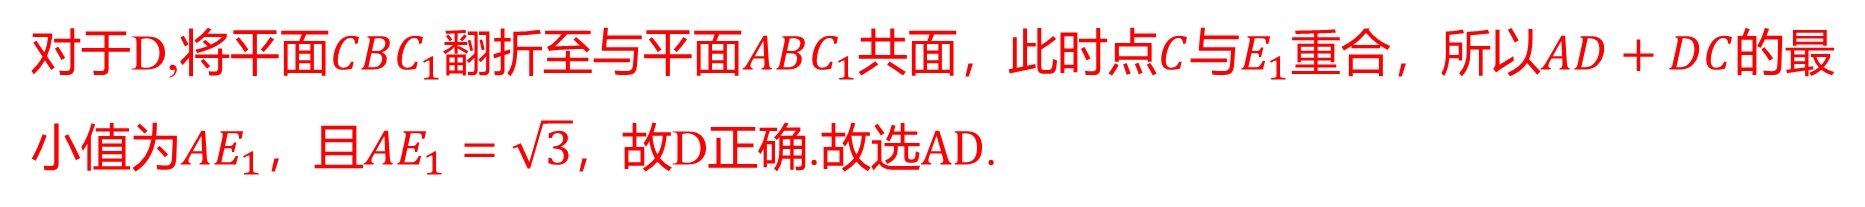 对于D,将平面CBC₁翻折至与平面ABC₁共面，此时点C与E₁重合，所以AD + DC的最
小值为AE₁，且AE₁ = √3，故D正确.故选AD.